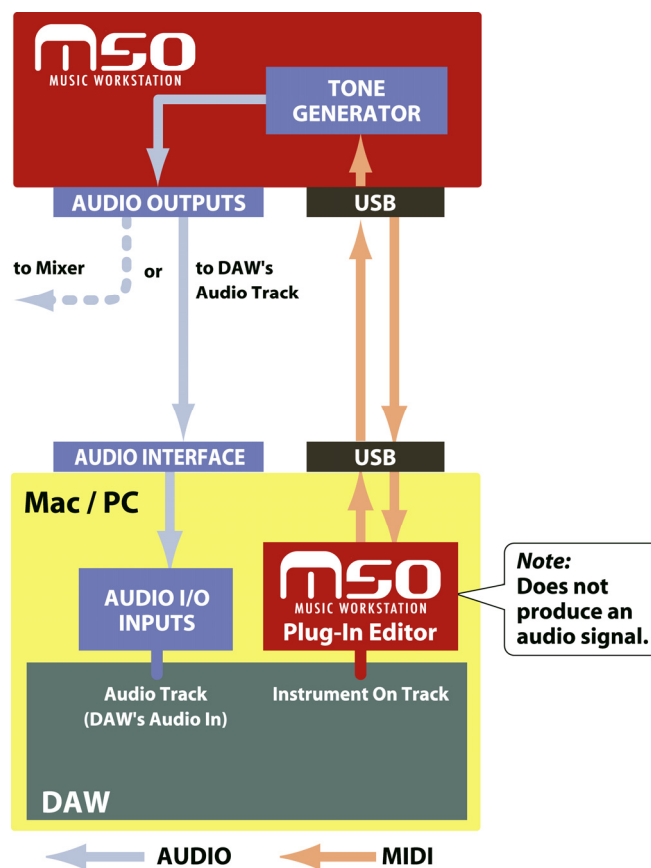 m50
MUSIC WORKSTATION
TONE
GENERATOR
AUDIO OUTPUTS
USB
to Mixer
or
to DAW's
Audio Track
AUDIO INTERFACE
USB
Mac / PC
AUDIO I/O
INPUTS
m50
MUSIC WORKSTATION
Plug-In Editor
Note:
Does not
produce an
audio signal.
Audio Track
(DAW's Audio In)
Instrument On Track
DAW
AUDIO
MIDI